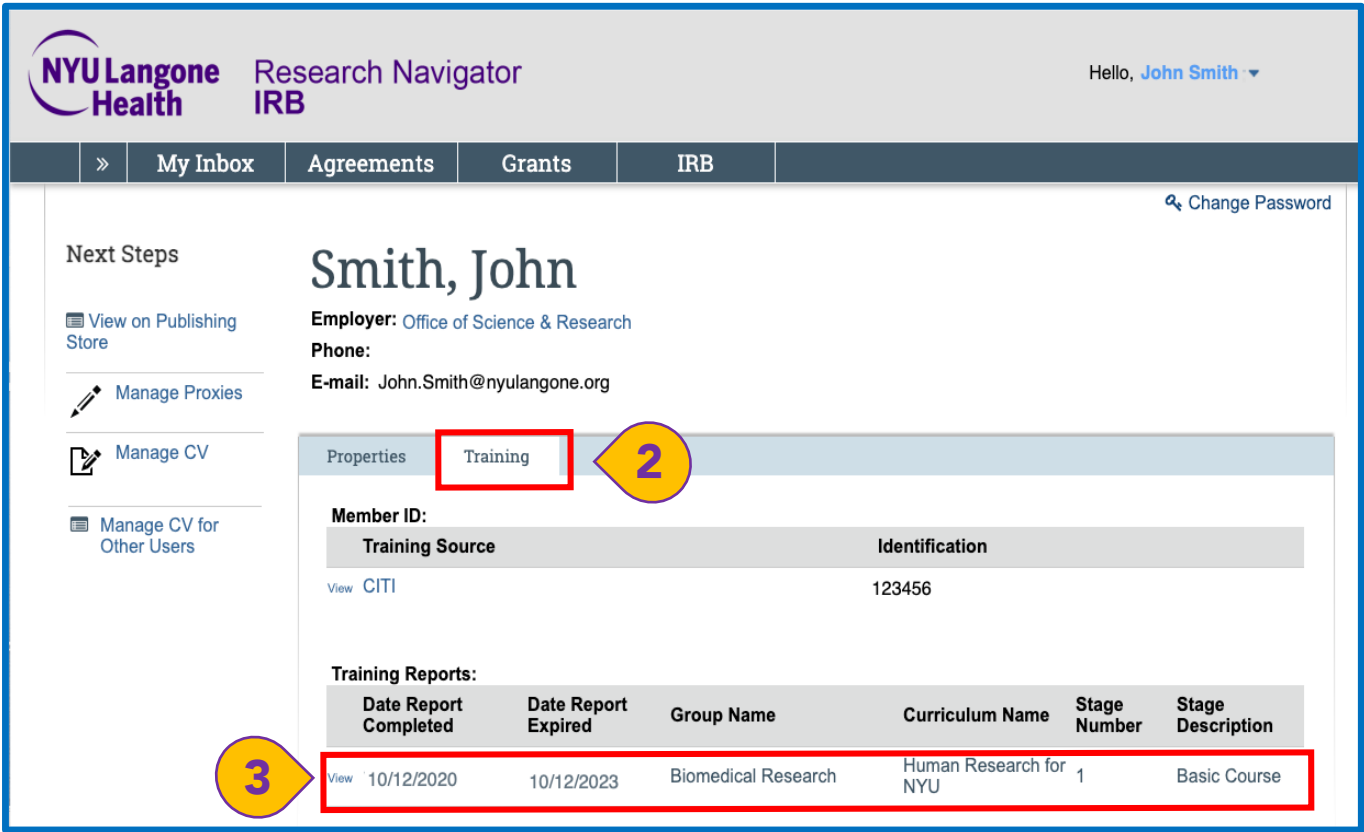 NYU Langone Health
Research Navigator
IRB
Hello, John Smith
» My Inbox Agreements Grants IRB
Change Password
Next Steps
View on Publishing
Store
Manage Proxies
Manage CV
Manage CV for
Other Users
Smith, John
Employer: Office of Science & Research
Phone:
E-mail: John.Smith@nyulangone.org
Properties Training
2
Member ID:
Training Source Identification
View CITI 123456
Training Reports:
Date Report Completed Date Report Expired Group Name Curriculum Name Stage Number Stage Description
3
View 10/12/2020 10/12/2023 Biomedical Research Human Research for NYU 1 Basic Course